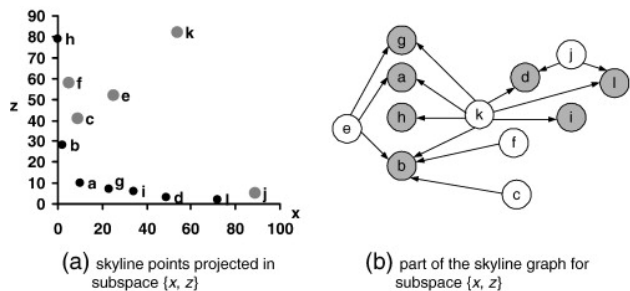 90
h
80
k
70
60
f
e
z
50
c
40
30
b
20
10
a
g
i
d
l
j
0
0
20
40
60
80
100
x
(a) skyline points projected in
subspace {x, z}
g
j
a
d
l
h
k
i
e
f
b
c
(b) part of the skyline graph for
subspace {x, z}